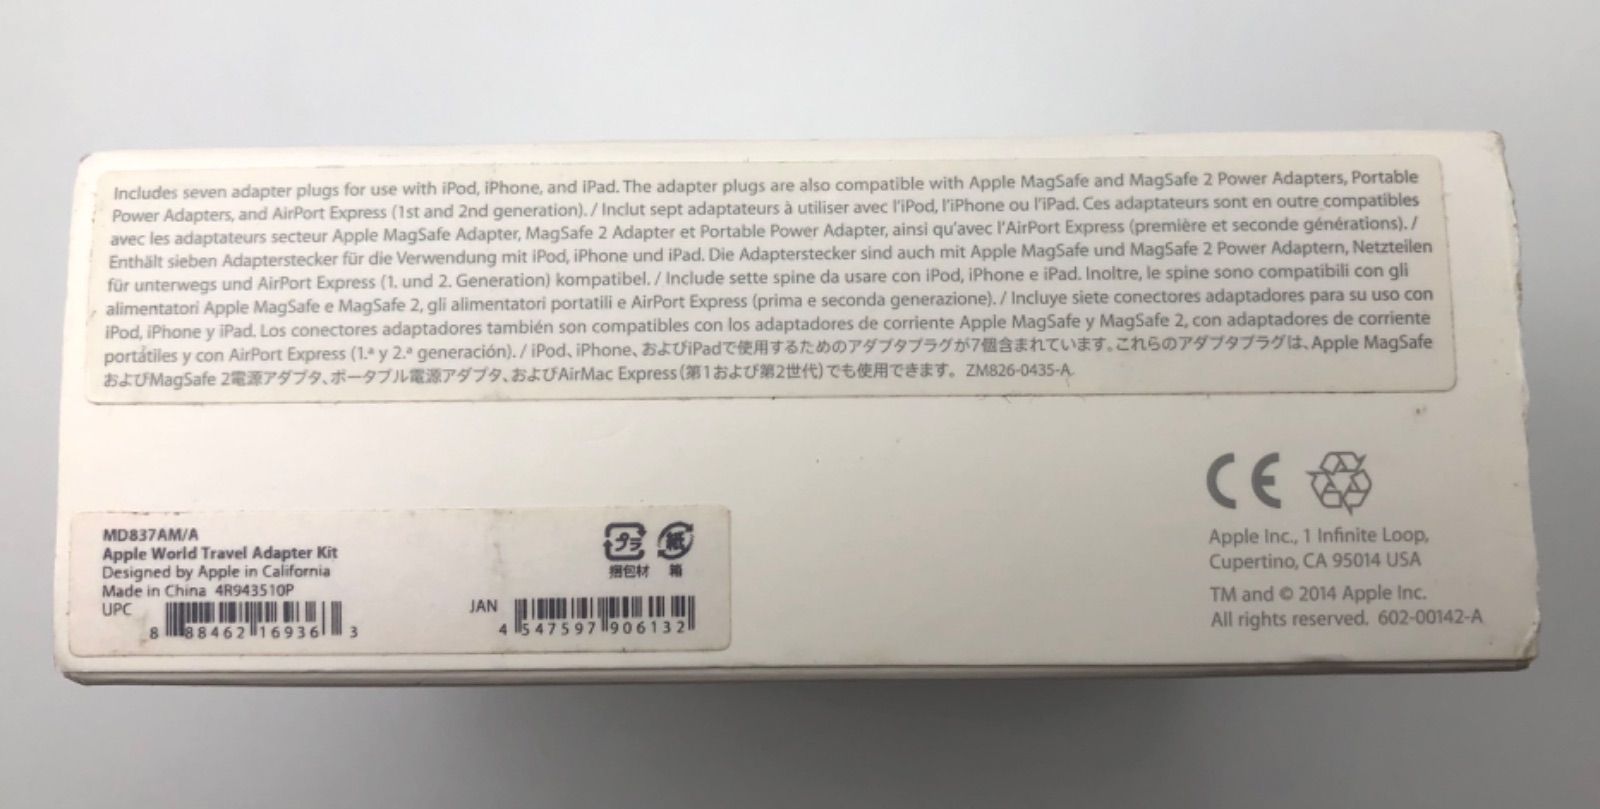 Includes seven adapter plugs for use with iPod, iPhone, and iPad. The adapter plugs are also compatible with Apple MagSafe and MagSafe 2 Power Adapters, Portable
Power Adapters, and AirPort Express (1st and 2nd generation). / Inclut sept adaptateurs à utiliser avec l'iPod, l'iPhone ou l'iPad. Ces adaptateurs sont en outre compatibles
avec les adaptateurs secteur Apple MagSafe Adapter, MagSafe 2 Adapter et Portable Power Adapter, ainsi qu'avec l'AirPort Express (première et seconde générations). /
Enthält sieben Adapterstecker für die Verwendung mit iPod, iPhone und iPad. Die Adapterstecker sind auch mit Apple MagSafe und MagSafe 2 Power Adaptern, Netzteilen
für unterwegs und AirPort Express (1. und 2. Generation) kompatibel. / Include sette spine da usare con iPod, iPhone e iPad. Inoltre, le spine sono compatibili con gli
alimentatori Apple MagSafe e MagSafe 2, gli alimentatori portatili e AirPort Express (prima e seconda generazione). / Incluye siete conectores adaptadores para su uso con
iPod, iPhone y iPad. Los conectores adaptadores también son compatibles con los adaptadores de corriente Apple MagSafe y MagSafe 2, con adaptadores de corriente
portátiles y con AirPort Express (1.ª y 2.ª generación). / iPod、iPhone、およびiPadで使用するためのアダプタプラグが7個含まれています。これらのアダプタプラグは、Apple MagSafe
およびMagSafe 2電源アダプタ、ポータブル電源アダプタ、およびAirMac Express(第1および第2世代)でも使用できます。 ZM826-0435-A
MD837AM/A
Apple World Travel Adapter Kit
Designed by Apple in California
Made in China 4R943510P
UPC
8 88462 16936 3
プラ 紙
梱包材 箱
JAN
4 547597 906132
CE
Apple Inc., 1 Infinite Loop,
Cupertino, CA 95014 USA
TM and © 2014 Apple Inc.
All rights reserved. 602-00142-A